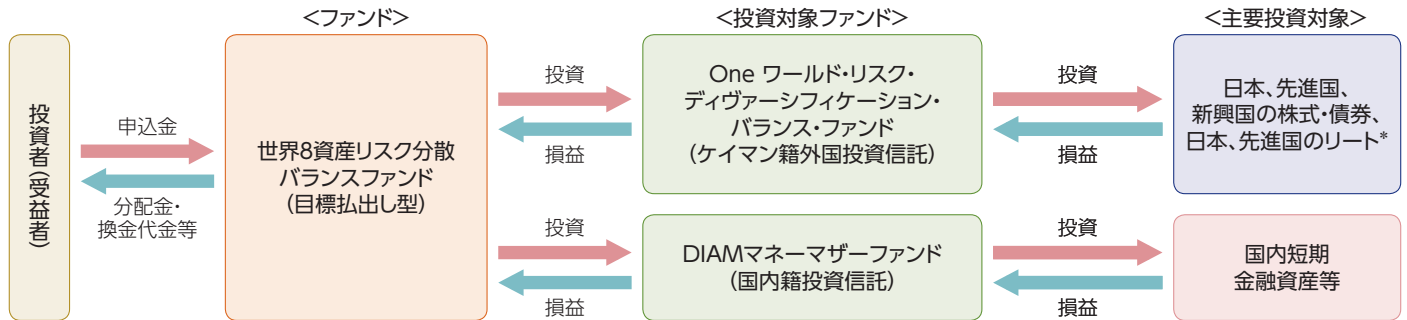 <ファンド>
<投資対象ファンド>
<主要投資対象>
投資者(受益者)
申込金
分配金・
換金代金等
世界8資産リスク分散
バランスファンド
(目標払出し型)
投資
損益
One ワールド・リスク・
ディヴァーシフィケーション・
バランス・ファンド
(ケイマン籍外国投資信託)
投資
損益
日本、先進国、
新興国の株式・債券、
日本、先進国のリート*
投資
損益
DIAMマネーマザーファンド
(国内籍投資信託)
投資
損益
国内短期
金融資産等